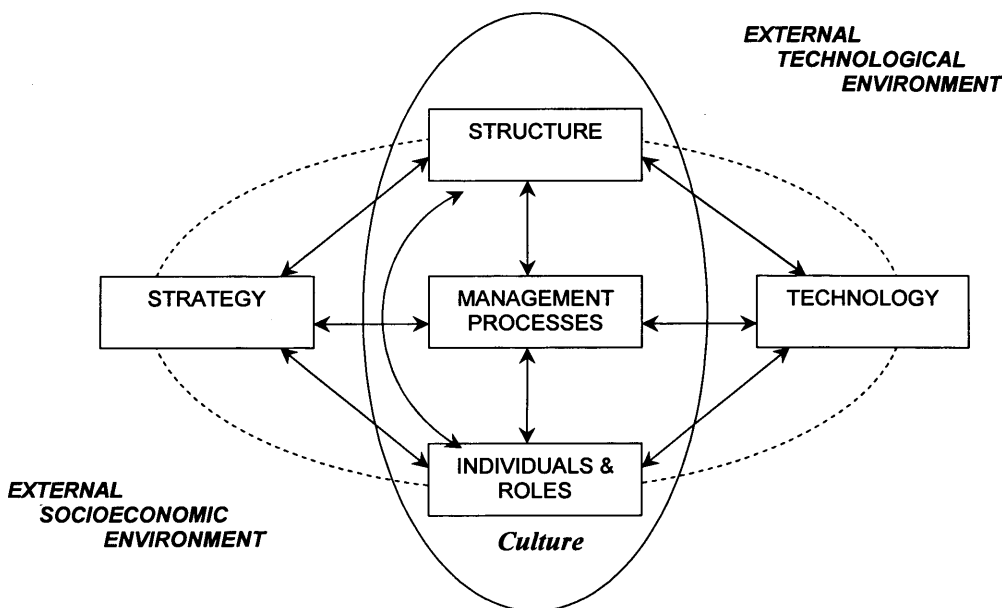 EXTERNAL
TECHNOLOGICAL
ENVIRONMENT
STRUCTURE
STRATEGY
MANAGEMENT
PROCESSES
TECHNOLOGY
INDIVIDUALS &
ROLES
Culture
EXTERNAL
SOCIOECONOMIC
ENVIRONMENT